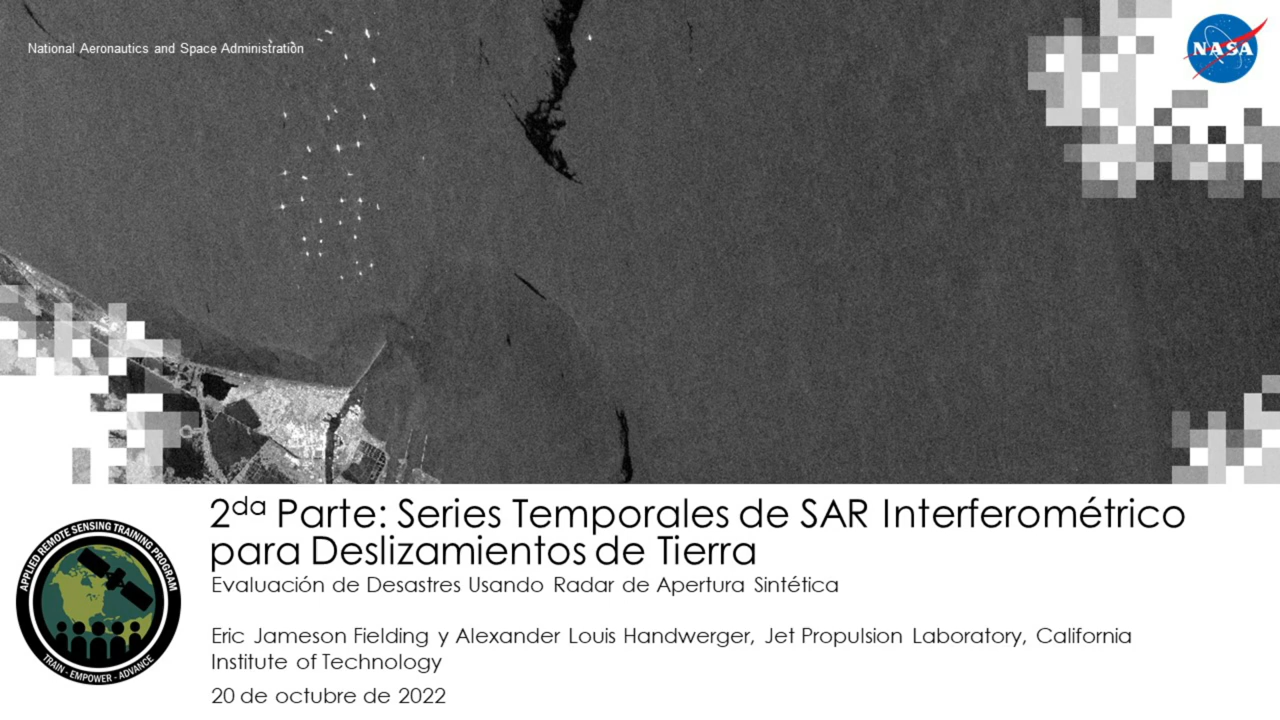 National Aeronautics and Space Administration
NASA
2da Parte: Series Temporales de SAR Interferométrico
para Deslizamientos de Tierra
Evaluación de Desastres Usando Radar de Apertura Sintética
APPLIED REMOTE SENSING TRAINING PROGRAM
TRAIN - EMPOWER - ADVANCE
Eric Jameson Fielding y Alexander Louis Handwerger, Jet Propulsion Laboratory, California
Institute of Technology
20 de octubre de 2022